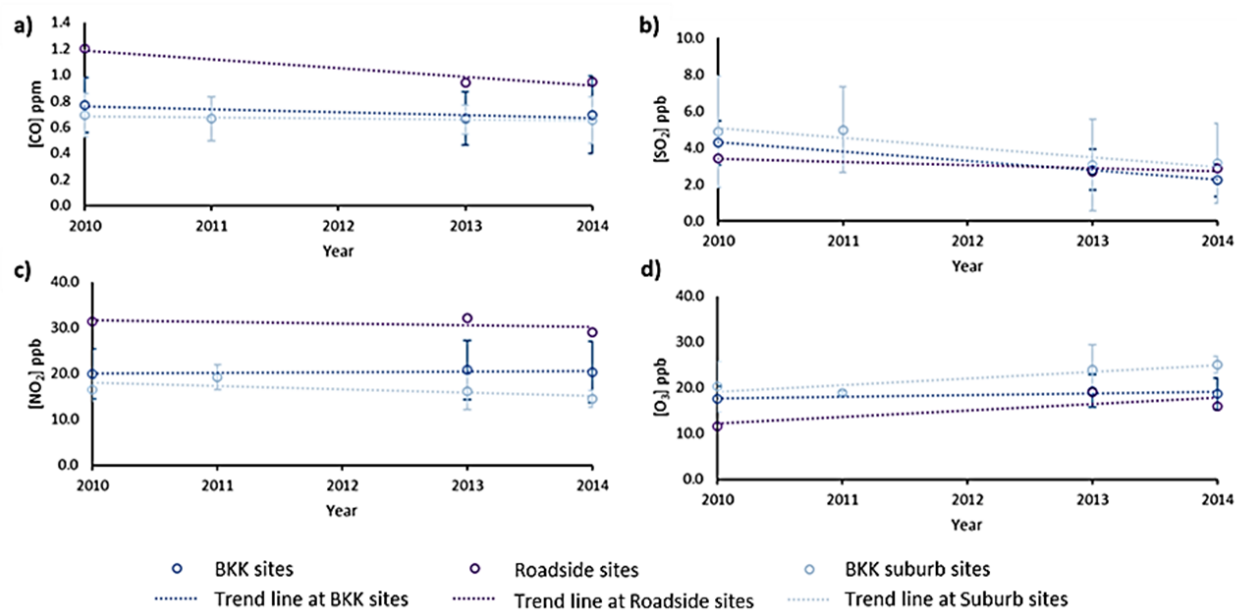 a)
1.4
1.2
1.0
0.8
0.6
0.4
0.2
0.0
[CO] ppm
2010 2011 2012 2013 2014
Year
b)
10.0
8.0
6.0
4.0
2.0
0.0
[SO2] ppb
2010 2011 2012 2013 2014
Year
c)
40.0
30.0
20.0
10.0
0.0
[NO2] ppb
2010 2011 2012 2013 2014
Year
d)
40.0
30.0
20.0
10.0
0.0
[O3] ppb
2010 2011 2012 2013 2014
Year
BKK sites Roadside sites BKK suburb sites
Trend line at BKK sites Trend line at Roadside sites Trend line at Suburb sites